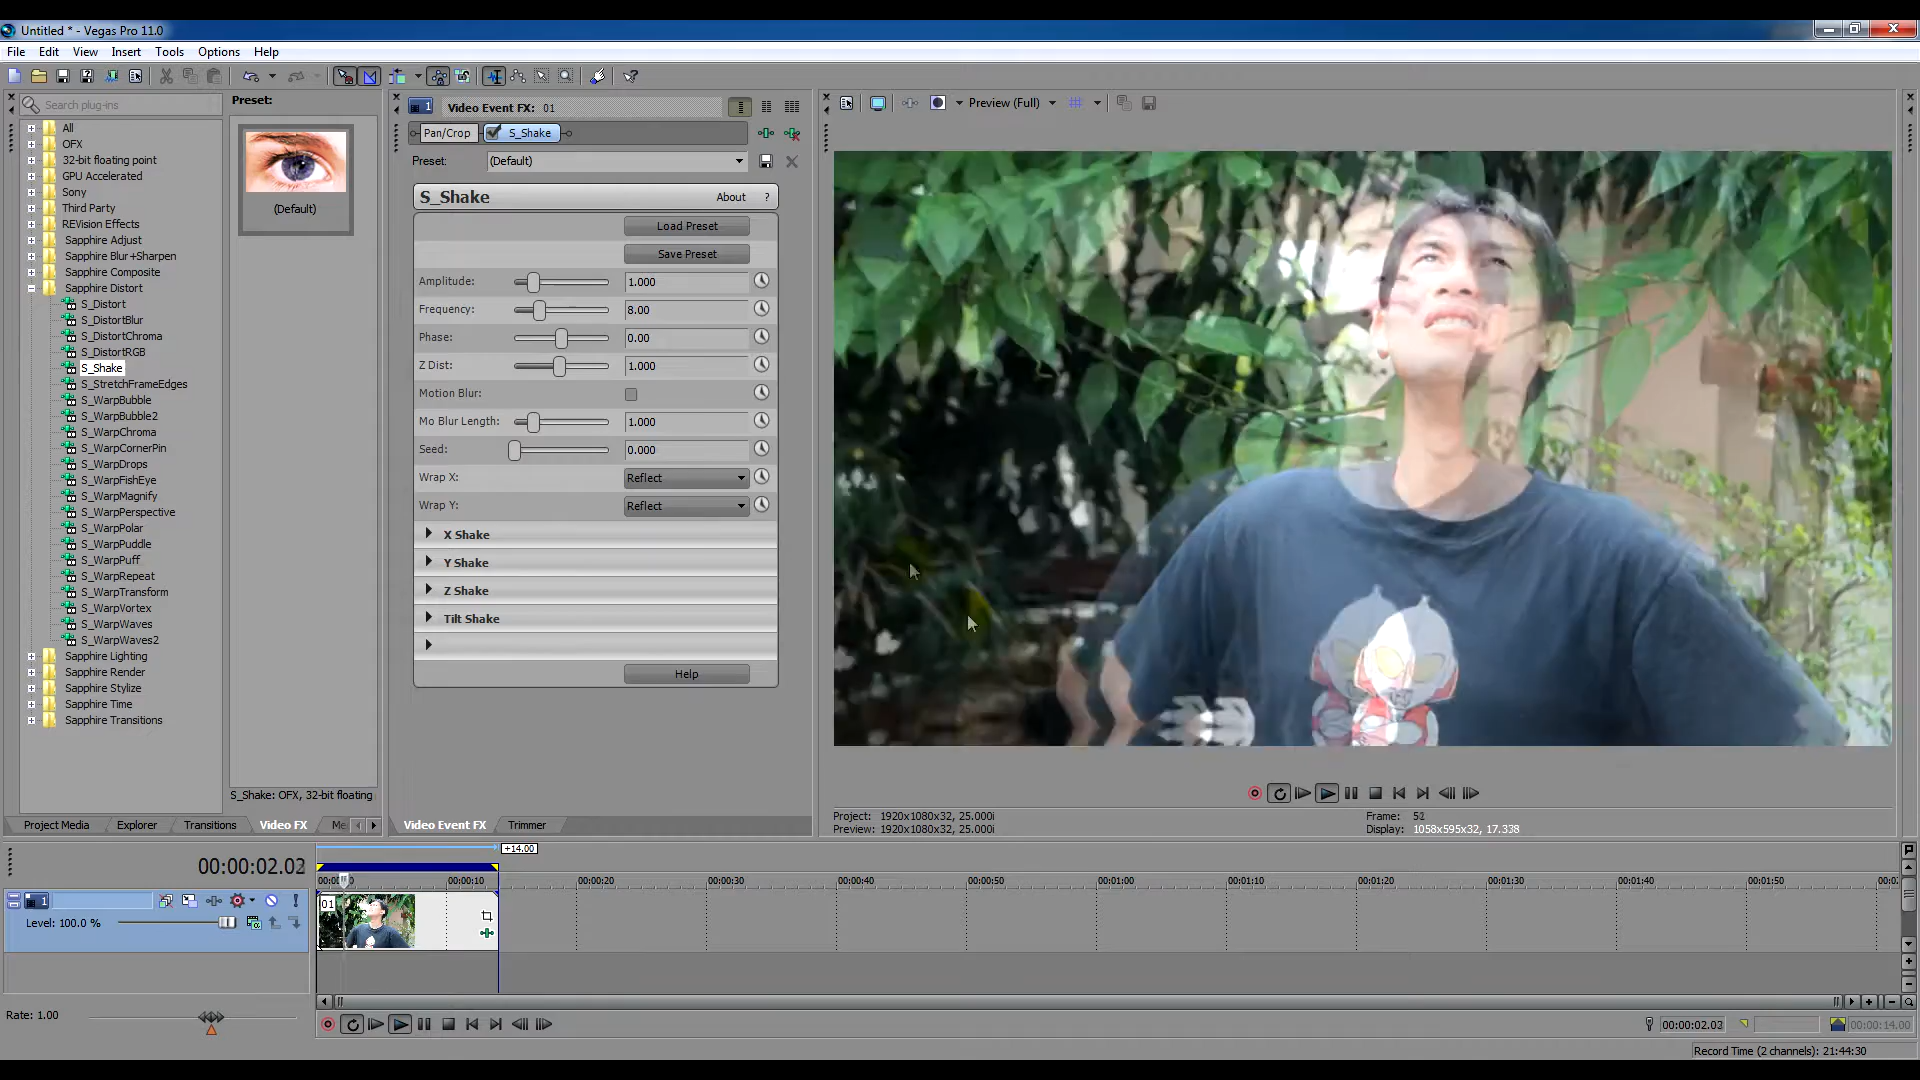 Untitled * - Vegas Pro 11.0
File Edit View Insert Tools Options Help
Search plug-ins
All
OFX
32-bit floating point
GPU Accelerated
Sony
Third Party
REVision Effects
Sapphire Adjust
Sapphire Blur+Sharpen
Sapphire Composite
Sapphire Distort
S_Distort
S_DistortBlur
S_DistortChroma
S_DistortRGB
S_Shake
S_StretchFrameEdges
S_WarpBubble
S_WarpBubble2
S_WarpChroma
S_WarpCornerPin
S_WarpDrops
S_WarpFishEye
S_WarpMagnify
S_WarpPerspective
S_WarpPolar
S_WarpPuddle
S_WarpPuff
S_WarpRepeat
S_WarpTransform
S_WarpVortex
S_WarpWaves
S_WarpWaves2
Sapphire Lighting
Sapphire Render
Sapphire Stylize
Sapphire Time
Sapphire Transitions
Preset:
(Default)
S_Shake: OFX, 32-bit floating
Project Media Explorer Transitions Video FX Me
1 Video Event FX: 01
Pan/Crop S_Shake
Preset: (Default)
S_Shake About ?
Load Preset
Save Preset
Amplitude: 1.000
Frequency: 8.00
Phase: 0.00
Z Dist: 1.000
Motion Blur:
Mo Blur Length: 1.000
Seed: 0.000
Wrap X: Reflect
Wrap Y: Reflect
X Shake
Y Shake
Z Shake
Tilt Shake
Help
Video Event FX Trimmer
Preview (Full)
Project: 1920x1080x32, 25.000i
Preview: 1920x1080x32, 25.000i
Frame: 52
Display: 1058x595x32, 17.338
+14.00
00:00:02.03
00:00:10 00:00:20 00:00:30 00:00:40 00:00:50 00:01:00 00:01:10 00:01:20 00:01:30 00:01:40 00:01:50
1
01
Level: 100.0 %
Rate: 1.00
00:00:02.03
00:00:14.00
Record Time (2 channels): 21:44:30